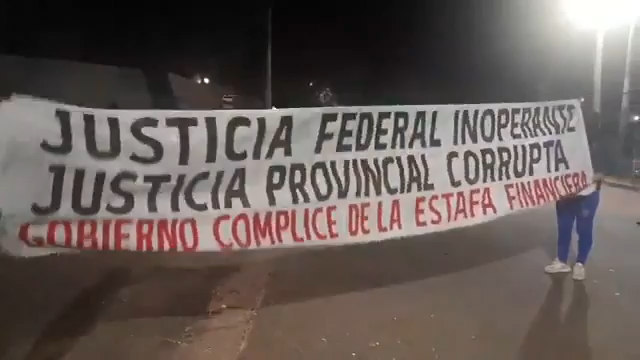 JUSTICIA FEDERAL INOPERANTE
JUSTICIA PROVINCIAL CORRUPTA
GOBIERNO COMPLICE DE LA ESTAFA FINANCIERA